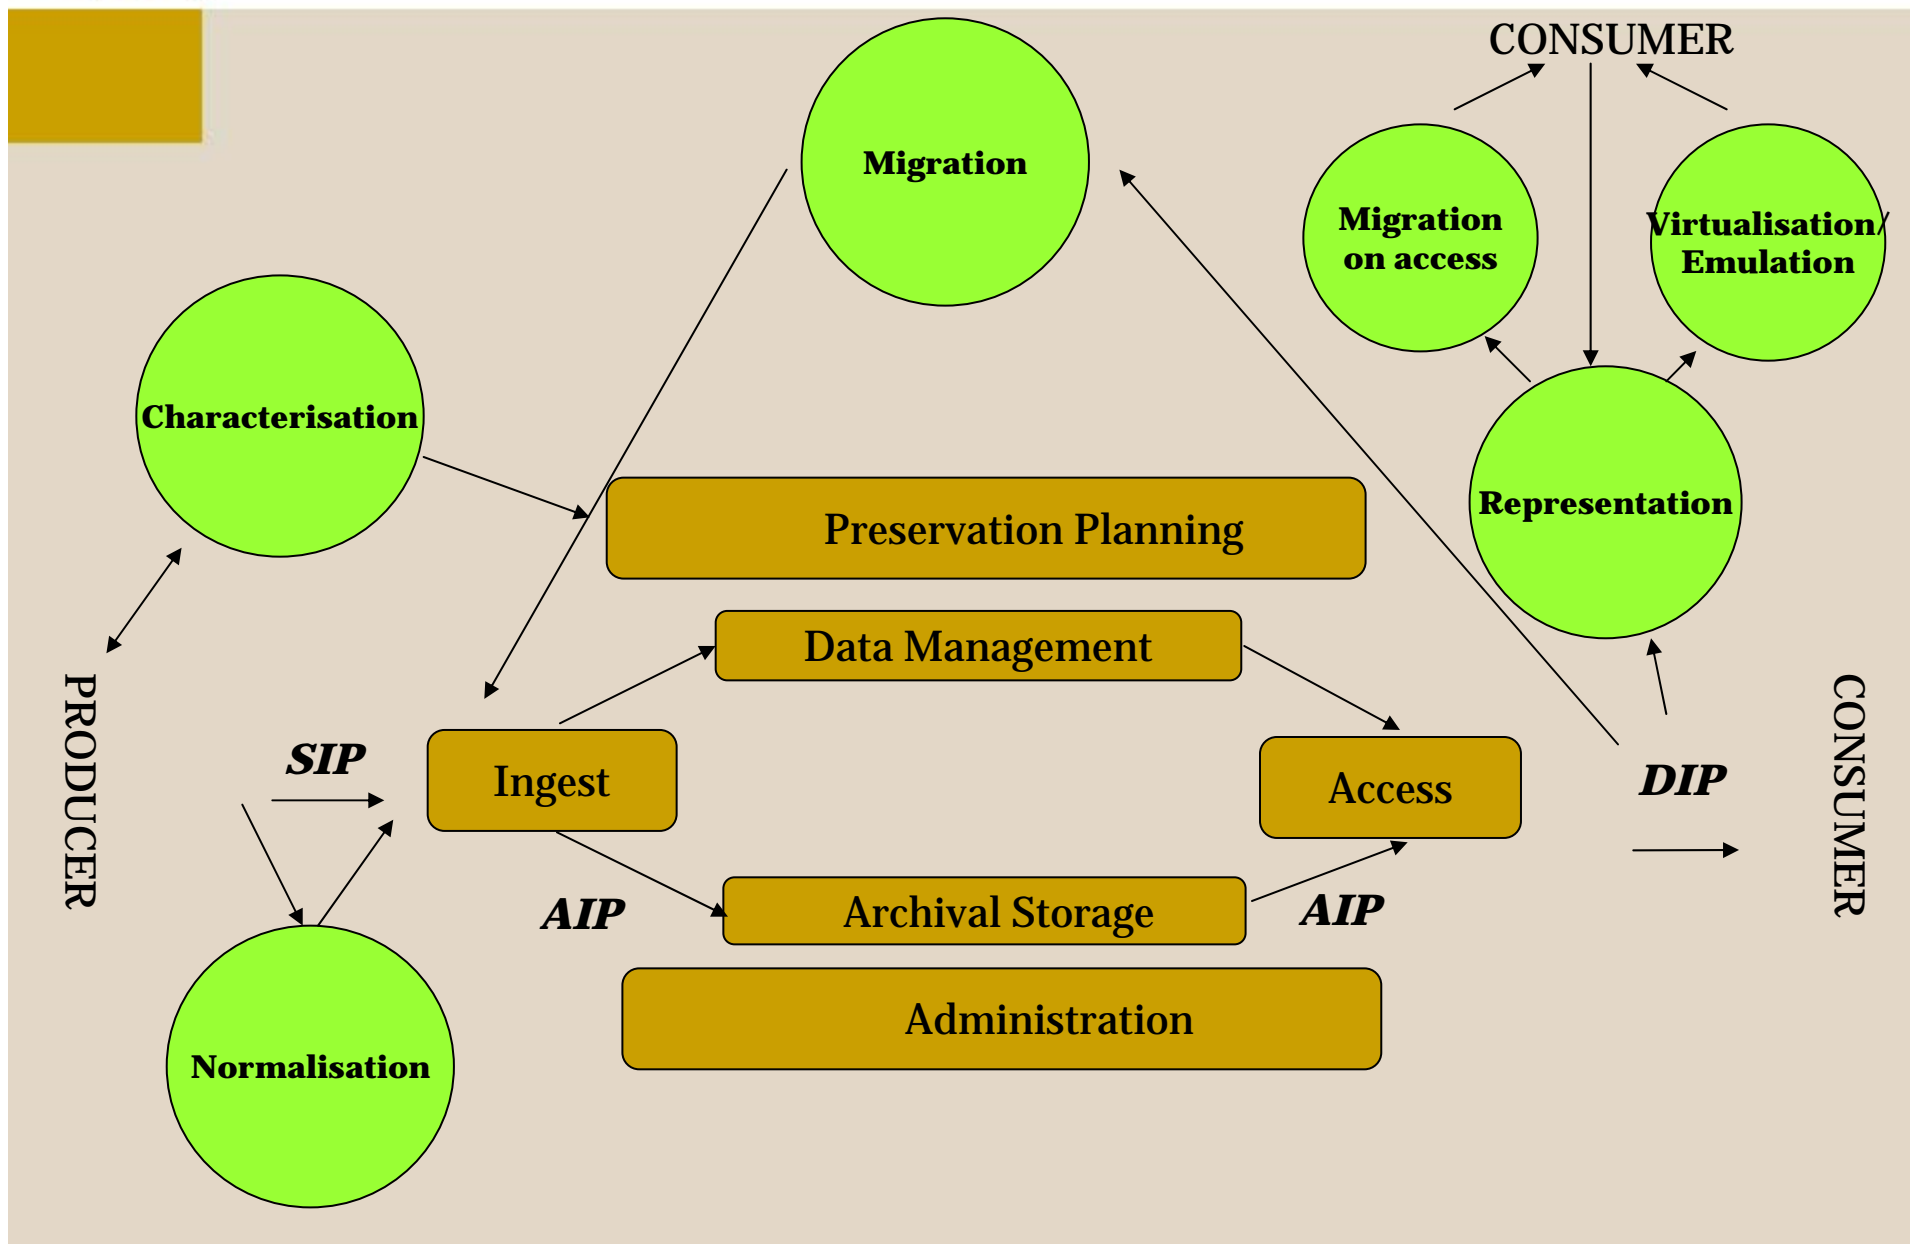 CONSUMER
Migration
Migration
on access
Virtualisation/
Emulation
Characterisation
Representation
Preservation Planning
Data Management
PRODUCER
SIP
Ingest
Access
DIP
CONSUMER
AIP
Archival Storage
AIP
Administration
Normalisation